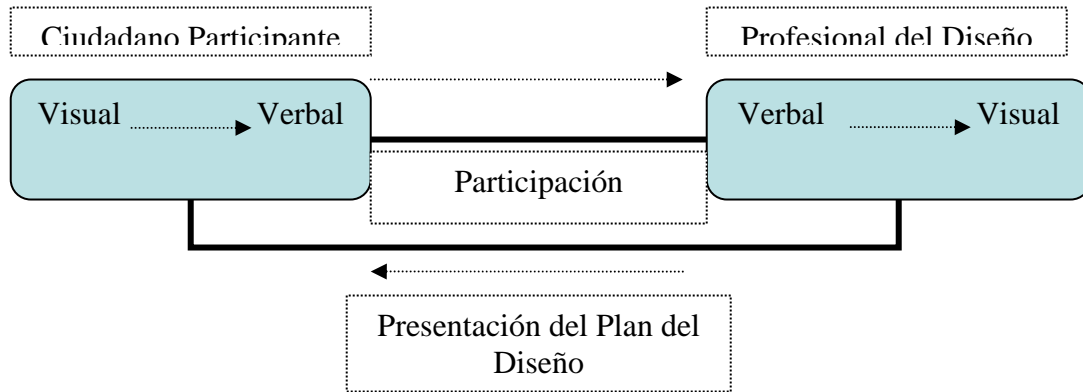 Ciudadano Participante
Profesional del Diseño
Visual
Verbal
Verbal
Visual
Participación
Presentación del Plan del
Diseño